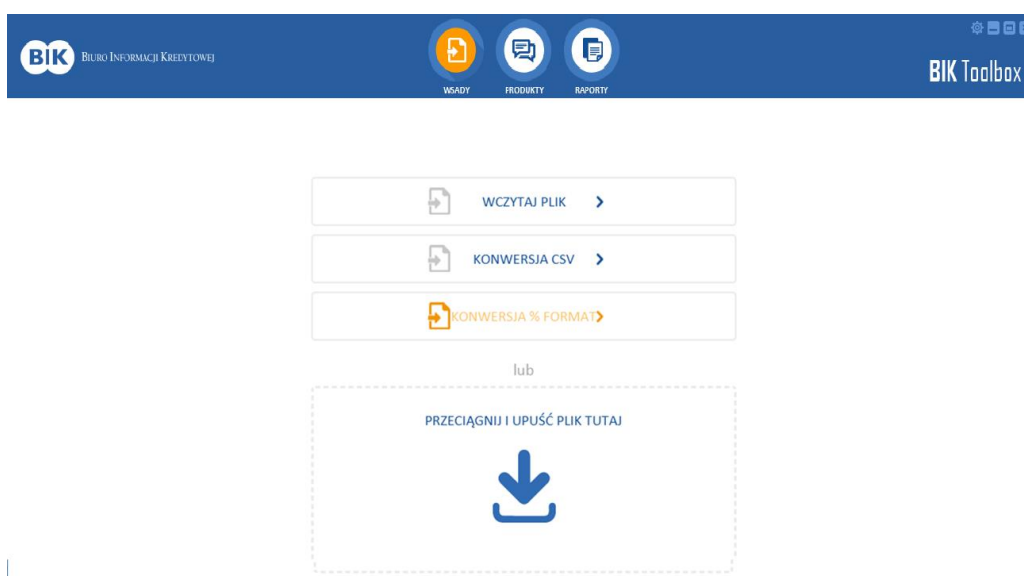 BIK BIURO INFORMACJI KREDYTOWEJ
WSADY PRODUKTY RAPORTY
BIK Toolbox
WCZYTAJ PLIK
KONWERSJA CSV
KONWERSJA % FORMAT
lub
PRZECIĄGNIJ I UPUŚĆ PLIK TUTAJ